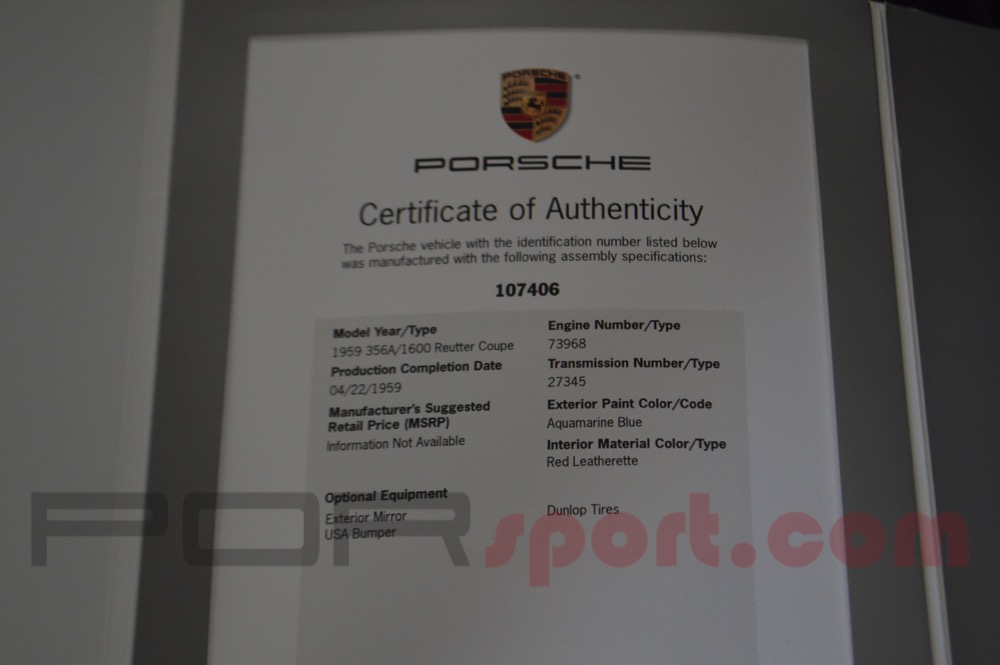 PORSCHE
PORSCHE
Certificate of Authenticity
The Porsche vehicle with the identification number listed below
was manufactured with the following assembly specifications:
107406
Model Year/Type
1959 356A/1600 Reutter Coupe
Production Completion Date
04/22/1959
Manufacturer's Suggested
Retail Price (MSRP)
Information Not Available
Engine Number/Type
73968
Transmission Number/Type
27345
Exterior Paint Color/Code
Aquamarine Blue
Interior Material Color/Type
Red Leatherette
Optional Equipment
Exterior Mirror
USA Bumper
Dunlop Tires
PORsport.com